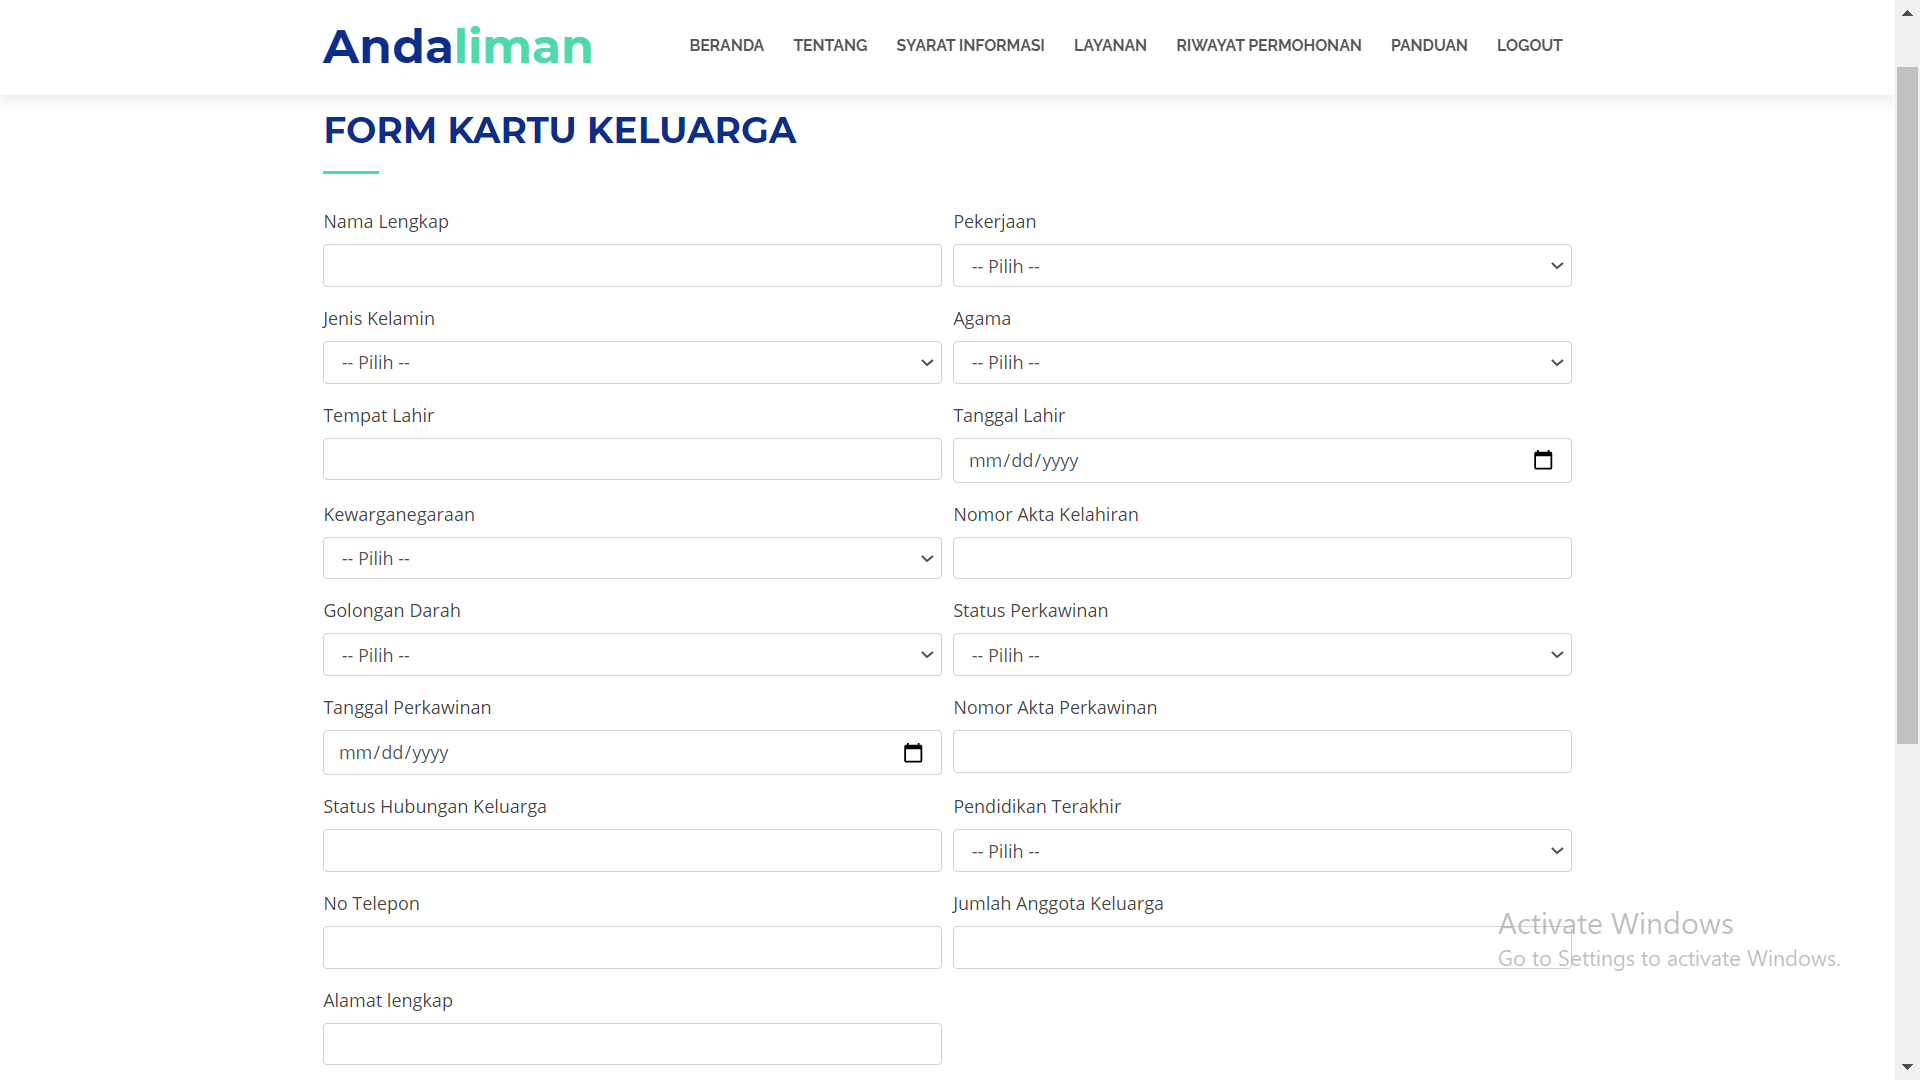 Andaliman
BERANDA TENTANG SYARAT INFORMASI LAYANAN RIWAYAT PERMOHONAN PANDUAN LOGOUT
FORM KARTU KELUARGA
Nama Lengkap Pekerjaan
-- Pilih --
Jenis Kelamin Agama
-- Pilih -- -- Pilih --
Tempat Lahir Tanggal Lahir
mm/dd/yyyy
Kewarganegaraan Nomor Akta Kelahiran
-- Pilih --
Golongan Darah Status Perkawinan
-- Pilih -- -- Pilih --
Tanggal Perkawinan Nomor Akta Perkawinan
mm/dd/yyyy
Status Hubungan Keluarga Pendidikan Terakhir
-- Pilih --
No Telepon Jumlah Anggota Keluarga
Activate Windows
Go to Settings to activate Windows.
Alamat lengkap